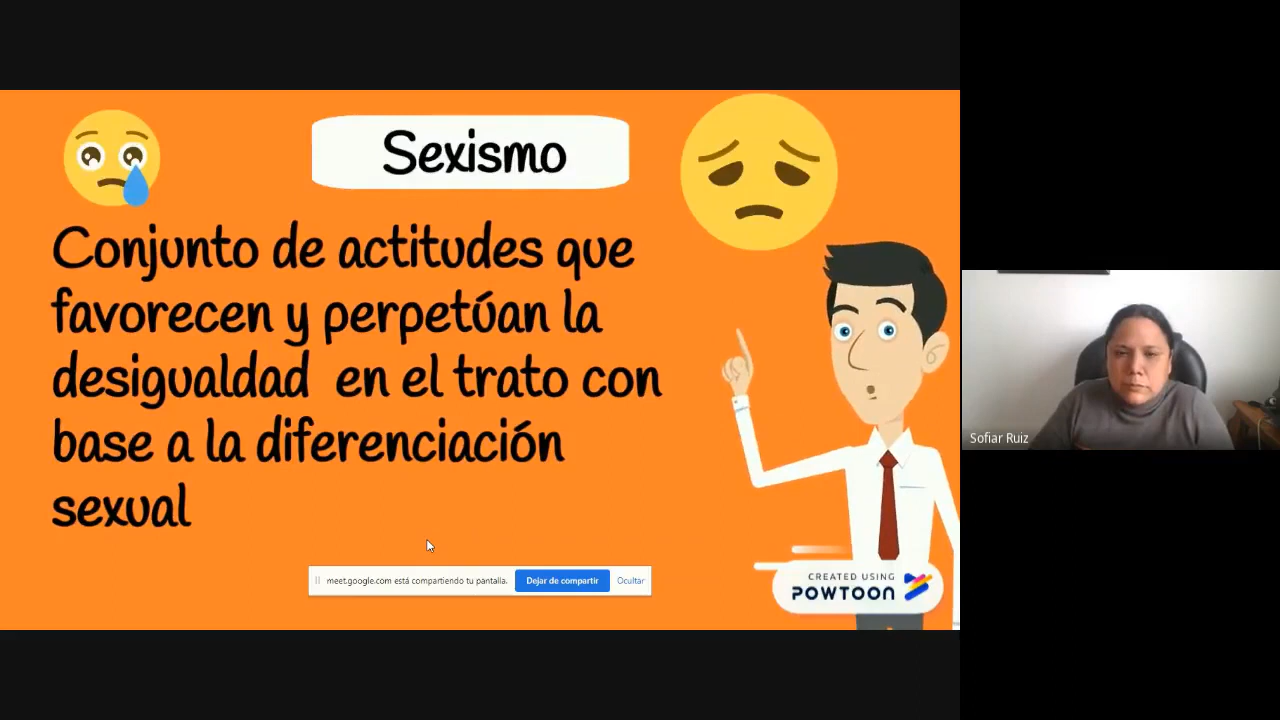 Sexismo
Conjunto de actitudes que
favorecen y perpetúan la
desigualdad en el trato con
base a la diferenciación
sexual
meet.google.com está compartiendo tu pantalla.
Dejar de compartir
Ocultar
CREATED USING
POWTOON
Sofiar Ruiz